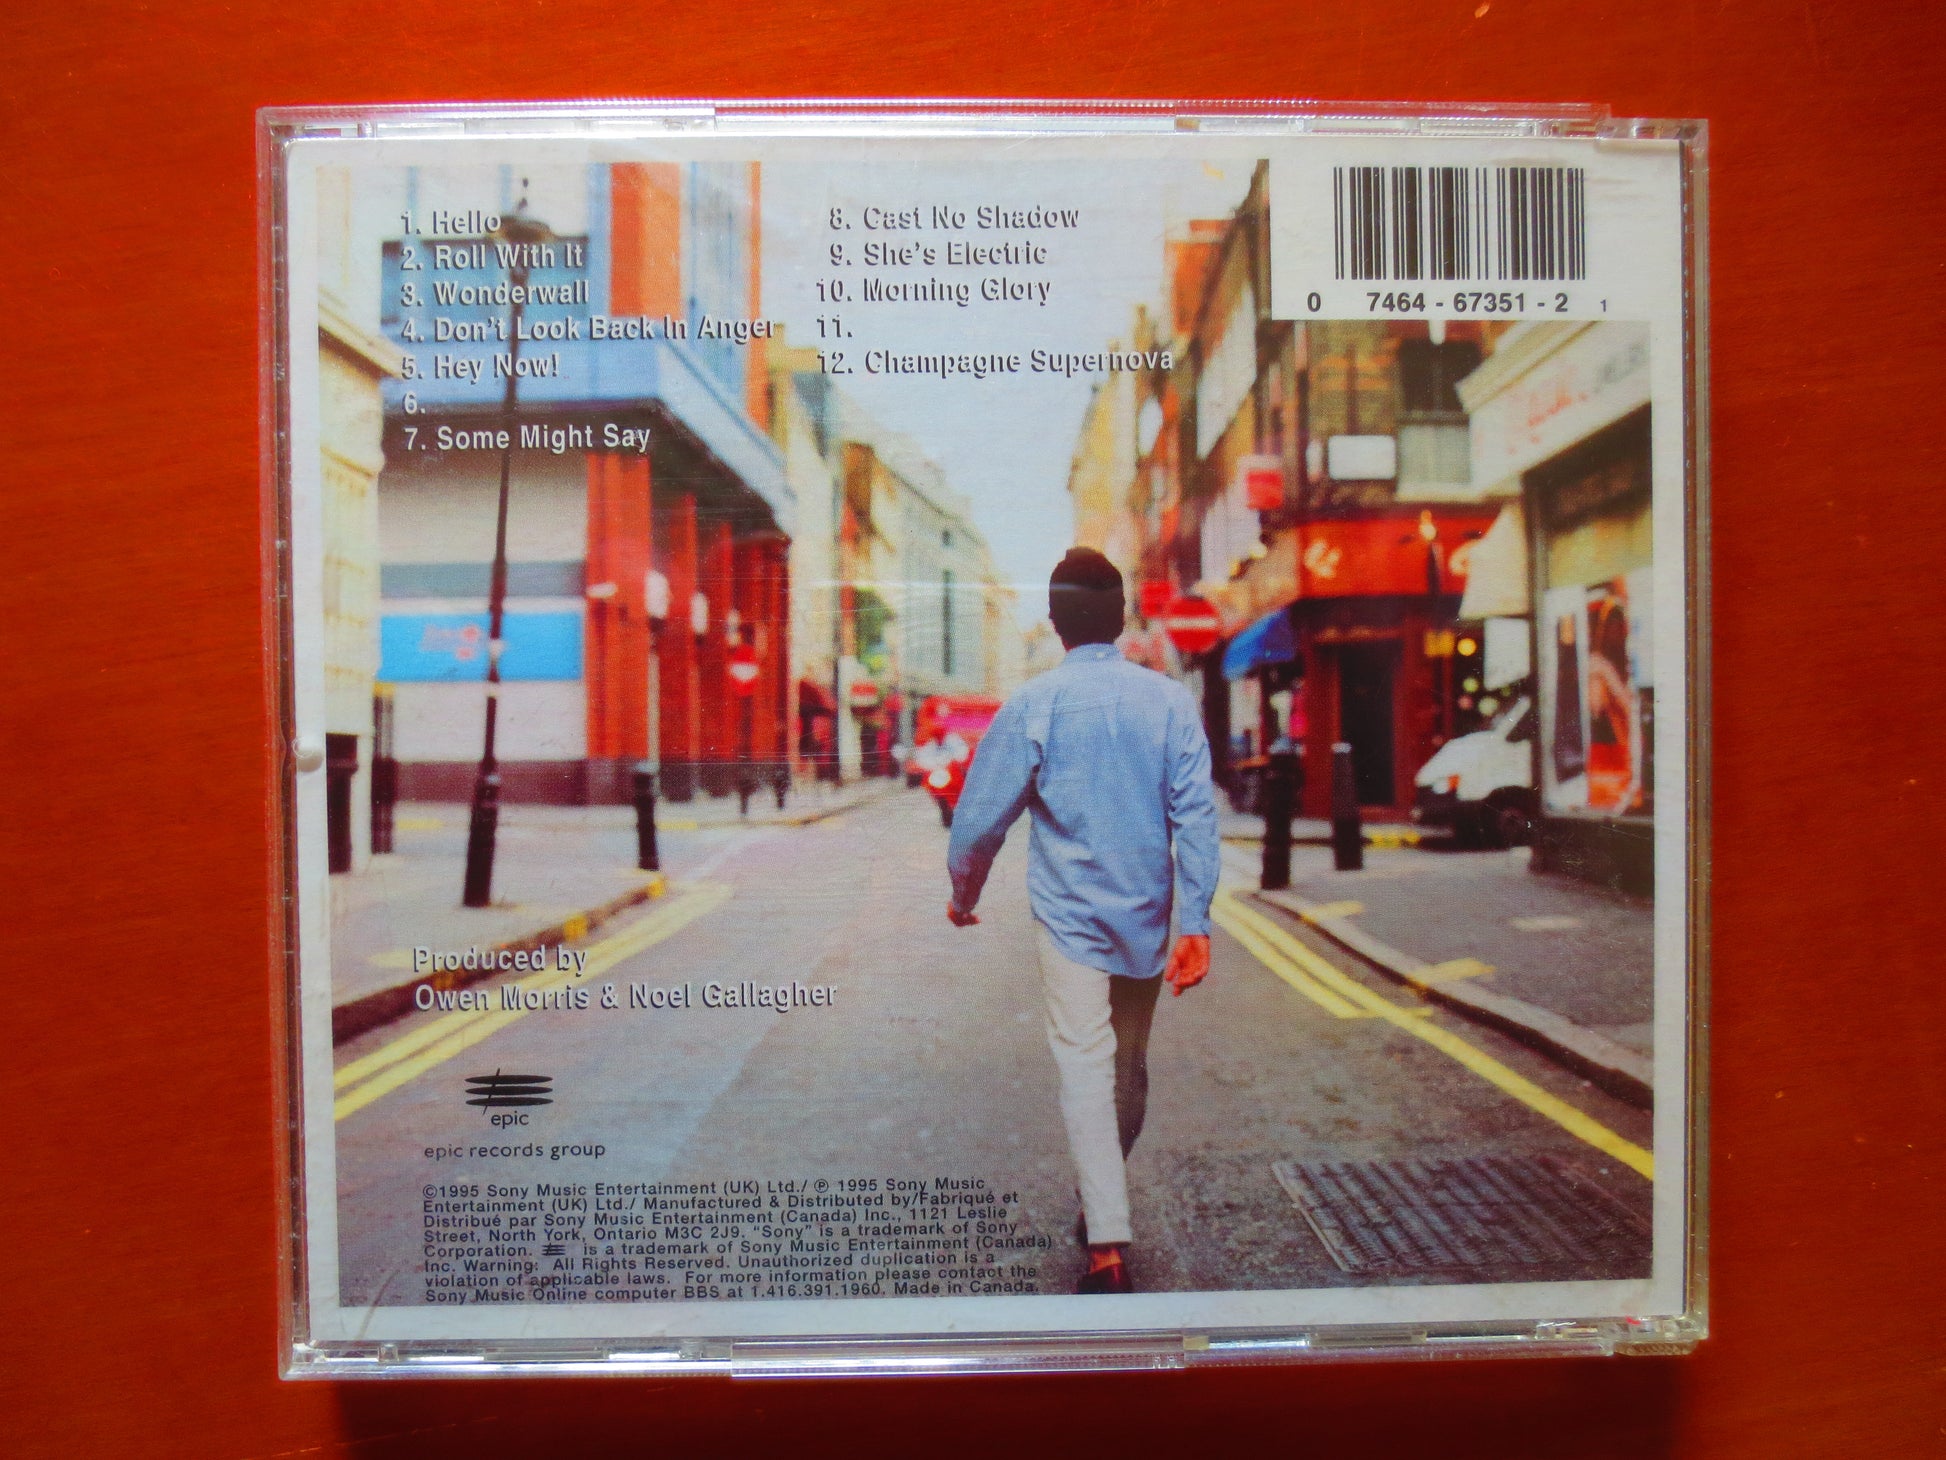 1. Hello
2. Roll With It
3. Wonderwall
4. Don't Look Back In Anger
5. Hey Now!
6.
7. Some Might Say
8. Cast No Shadow
9. She's Electric
10. Morning Glory
11.
12. Champagne Supernova
0 7464 - 67351 - 2 1
Produced by
Owen Morris & Noel Gallagher
epic
epic records group
©1995 Sony Music Entertainment (UK) Ltd./ ℗ 1995 Sony Music
Entertainment (UK) Ltd./ Manufactured & Distributed by/Fabriqué et
Distribué par Sony Music Entertainment (Canada) Inc., 1121 Leslie
Street, North York, Ontario M3C 2J9. "Sony" is a trademark of Sony
Corporation. is a trademark of Sony Music Entertainment (Canada)
Inc. Warning: All Rights Reserved. Unauthorized duplication is a
violation of applicable laws. For more information please contact the
Sony Music Online computer BBS at 1.416.391.1960. Made in Canada.